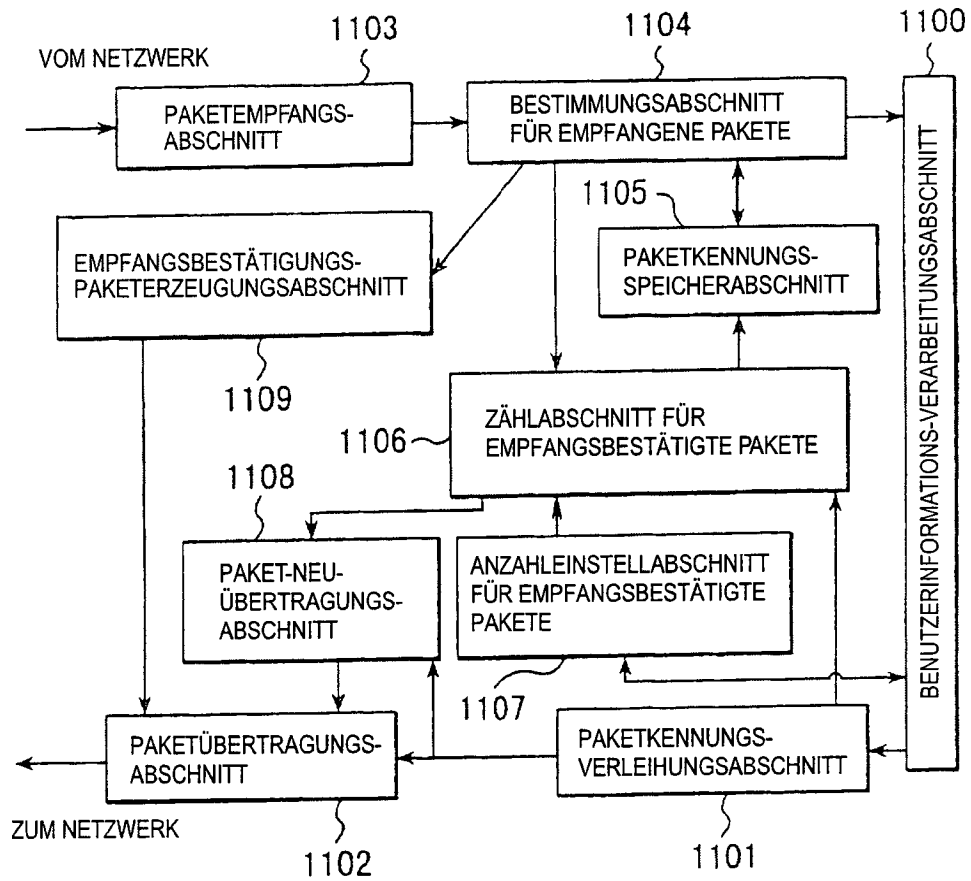 1103
1104
1100
VOM NETZWERK
PAKETEMPFANGS-
ABSCHNITT
BESTIMMUNGSABSCHNITT
FÜR EMPFANGENE PAKETE
1105
EMPFANGSBESTÄTIGUNGS-
PAKETERZEUGUNGSABSCHNITT
PAKETKENNUNGS-
SPEICHERABSCHNITT
BENUTZERINFORMATIONS-VERARBEITUNGSABSCHNITT
1109
1106
ZÄHLABSCHNITT FÜR
EMPFANGSBESTÄTIGTE PAKETE
1108
PAKET-NEU-
ÜBERTRAGUNGS-
ABSCHNITT
ANZAHLEINSTELLABSCHNITT
FÜR EMPFANGSBESTÄTIGTE
PAKETE
1107
PAKETÜBERTRAGUNGS-
ABSCHNITT
PAKETKENNUNGS-
VERLEIHUNGSABSCHNITT
ZUM NETZWERK
1102
1101